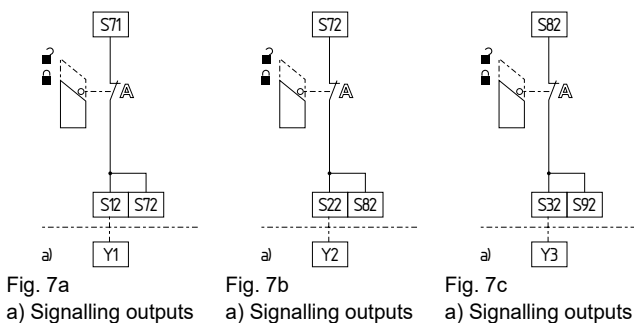 S71
A
S12 S72
a) Y1
Fig. 7a
a) Signalling outputs
S72
A
S22 S82
a) Y2
Fig. 7b
a) Signalling outputs
S82
A
S32 S92
a) Y3
Fig. 7c
a) Signalling outputs